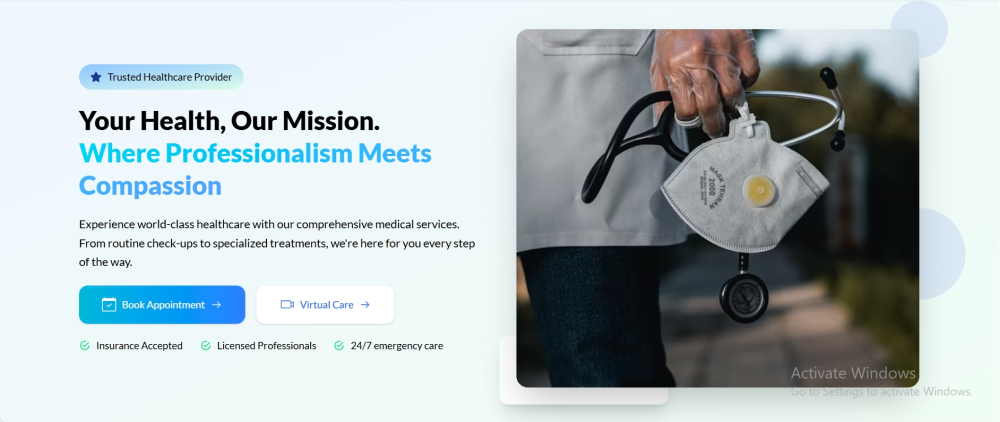 Trusted Healthcare Provider
Your Health, Our Mission.
Where Professionalism Meets
Compassion
Experience world-class healthcare with our comprehensive medical services.
From routine check-ups to specialized treatments, we're here for you every step
of the way.
Book Appointment
Virtual Care
Insurance Accepted
Licensed Professionals
24/7 emergency care
MASK TEHRAN
2000
Activate Windows
Go to Settings to activate Windows.